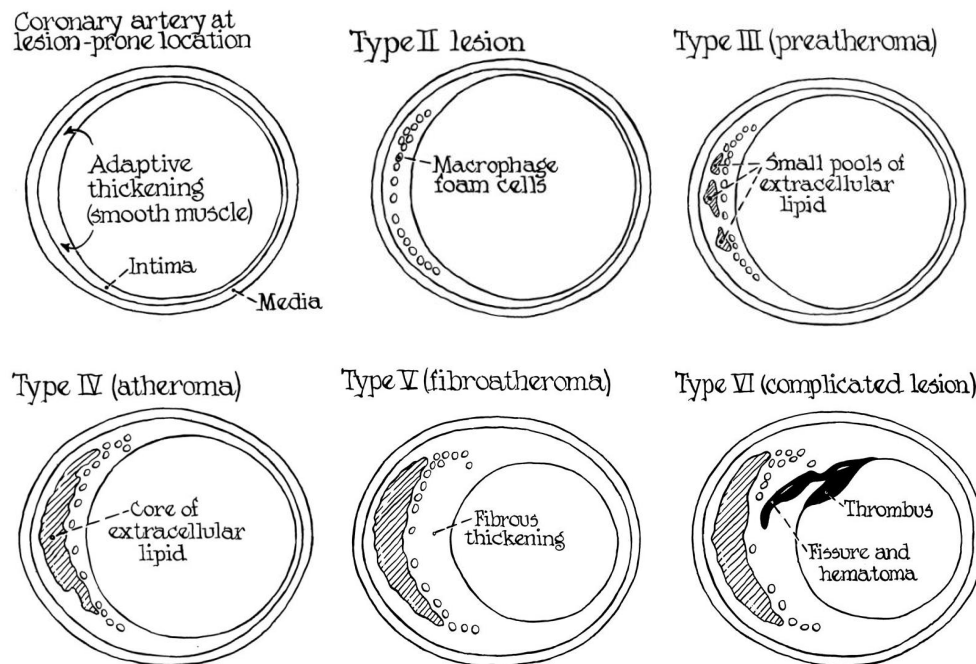 Coronary artery at
lesion-prone location
Adaptive
thickening
(smooth muscle)
Intima
Media
Type II lesion
Macrophage
foam cells
Type III (preatheroma)
Small pools of
extracellular
lipid
Type IV (atheroma)
Core of
extracellular
lipid
Type V (fibroatheroma)
Fibrous
thickening
Type VI (complicated lesion)
Thrombus
Fissure and
hematoma